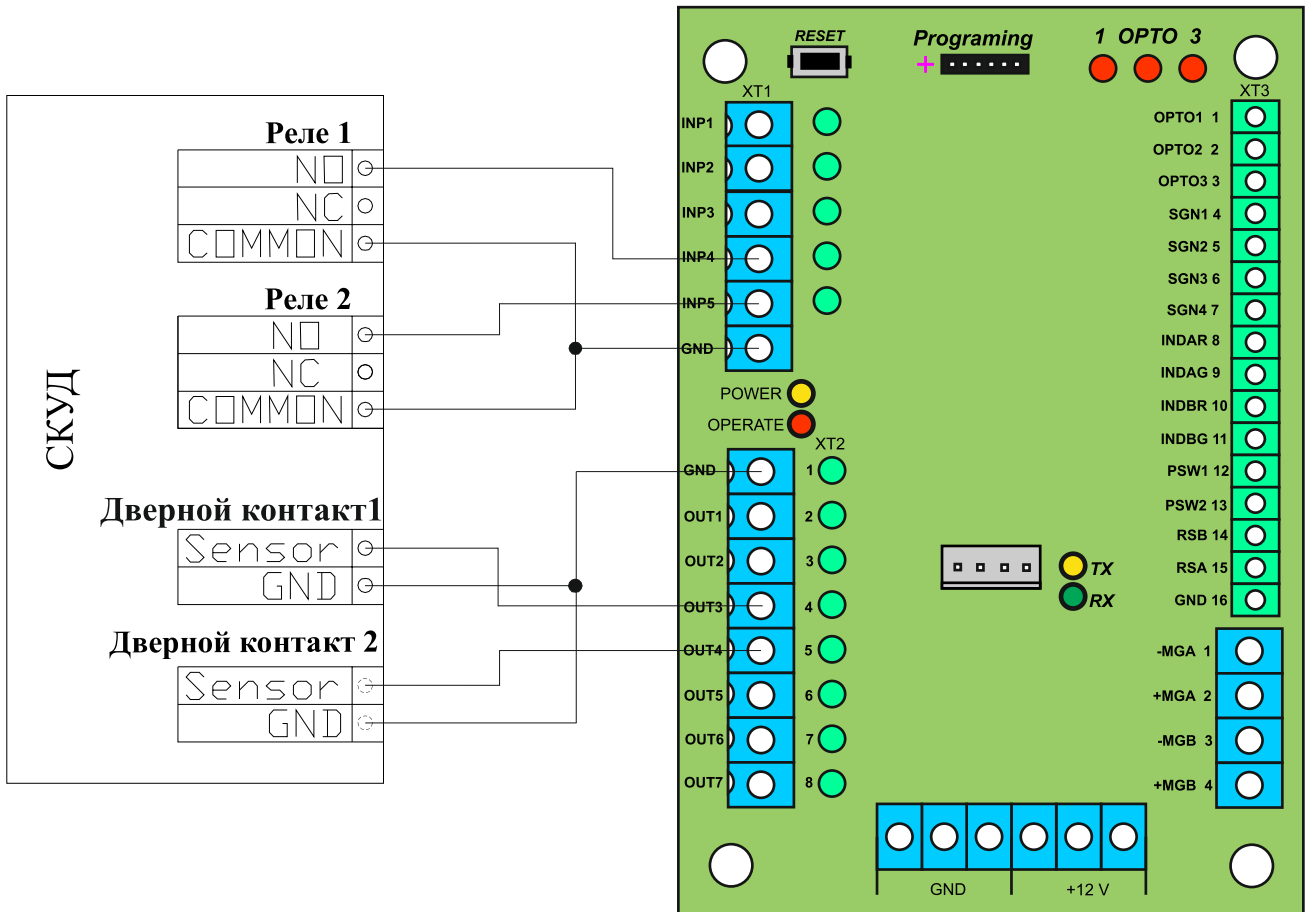 СКУД
Реле 1
NO
NC
COMMON
Реле 2
NO
NC
COMMON
Дверной контакт1
Sensor
GND
Дверной контакт 2
Sensor
GND
RESET
Programing
+
1 OPTO 3
XT1
INP1
INP2
INP3
INP4
INP5
GND
POWER
OPERATE
XT2
GND 1
OUT1 2
OUT2 3
OUT3 4
OUT4 5
OUT5 6
OUT6 7
OUT7 8
TX
RX
XT3
OPTO1 1
OPTO2 2
OPTO3 3
SGN1 4
SGN2 5
SGN3 6
SGN4 7
INDAR 8
INDAG 9
INDBR 10
INDBG 11
PSW1 12
PSW2 13
RSB 14
RSA 15
GND 16
-MGA 1
+MGA 2
-MGB 3
+MGB 4
GND
+12 V